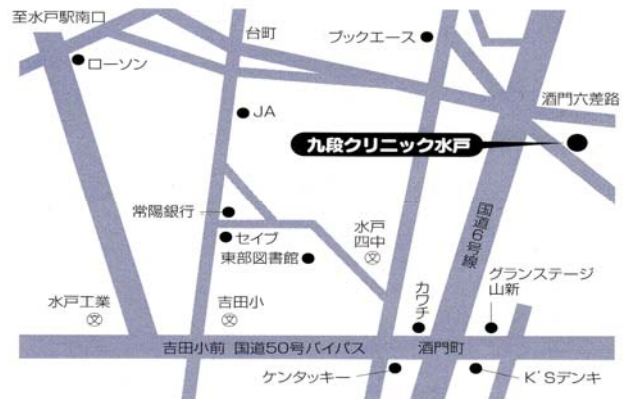 至水戸駅南口
台町
ブックエース
ローソン
酒門六差路
JA
九段クリニック水戸
常陽銀行
セイブ
東部図書館
水戸
四中
文
国道6号線
グランステージ
山新
カワチ
水戸工業
文
吉田小
文
吉田小前 国道50号バイパス
酒門町
ケンタッキー
K'Sデンキ